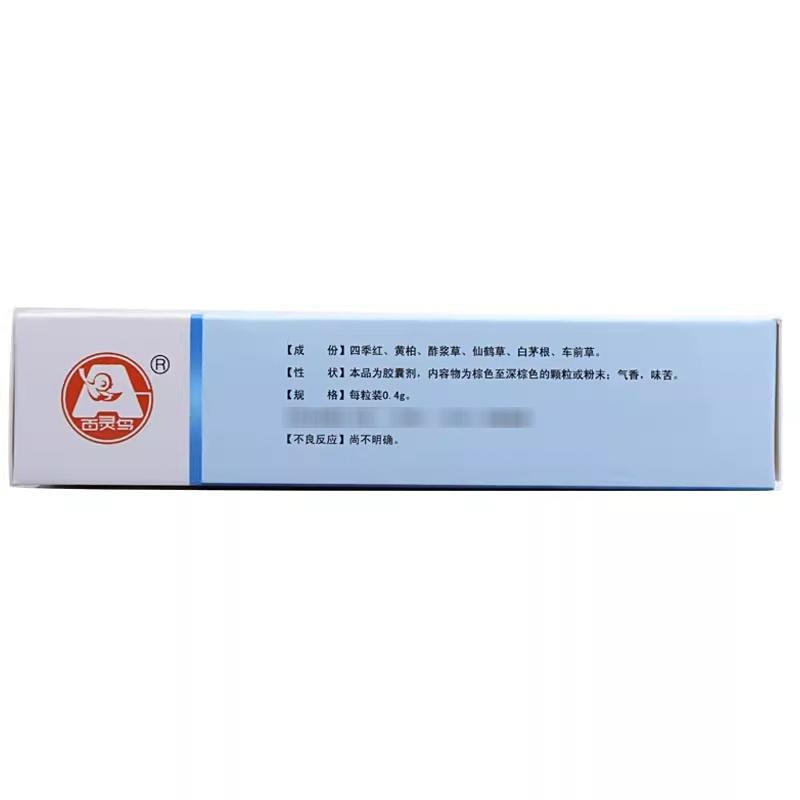 百灵鸟
®
【成　份】四季红、黄柏、酢浆草、仙鹤草、白茅根、车前草。
【性　状】本品为胶囊剂，内容物为棕色至深棕色的颗粒或粉末；气香，味苦。
【规　格】每粒装0.4g。
【不良反应】尚不明确。